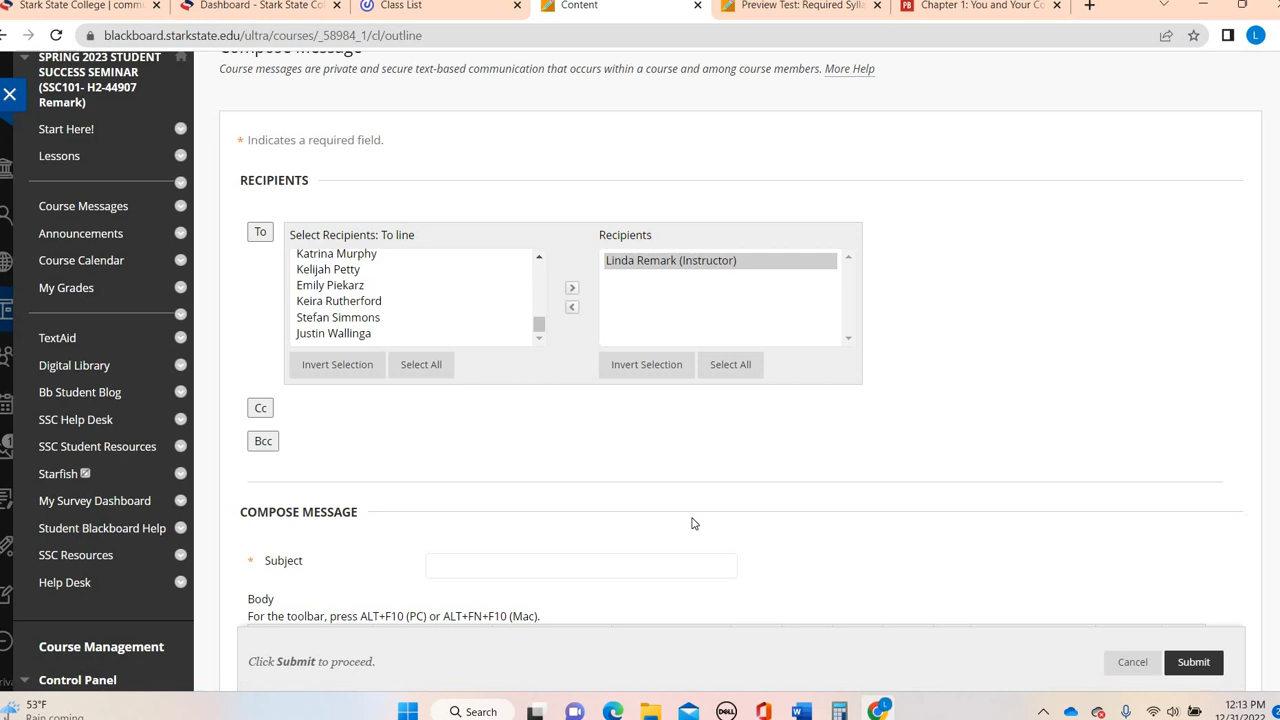 Stark State College | comm
Dashboard - Stark State Colle
Class List
Content
Preview Test: Required Sylla
Chapter 1: You and Your Co
blackboard.starkstate.edu/ultra/courses/_58984_1/cl/outline
Course messages are private and secure text-based communication that occurs within a course and among course members. More Help
SPRING 2023 STUDENT
SUCCESS SEMINAR
(SSC101- H2-44907
Remark)
Start Here!
Lessons
Course Messages
Announcements
Course Calendar
My Grades
TextAid
Digital Library
Bb Student Blog
SSC Help Desk
SSC Student Resources
Starfish
My Survey Dashboard
Student Blackboard Help
SSC Resources
Help Desk
Course Management
Control Panel
* Indicates a required field.
RECIPIENTS
To
Select Recipients: To line
Recipients
Katrina Murphy
Kelijah Petty
Emily Piekarz
Keira Rutherford
Stefan Simmons
Justin Wallinga
Linda Remark (Instructor)
Invert Selection
Select All
Invert Selection
Select All
Cc
Bcc
COMPOSE MESSAGE
* Subject
Body
For the toolbar, press ALT+F10 (PC) or ALT+FN+F10 (Mac).
Click Submit to proceed.
Cancel
Submit
53°F
Rain coming
Search
12:13 PM
12/31/2022